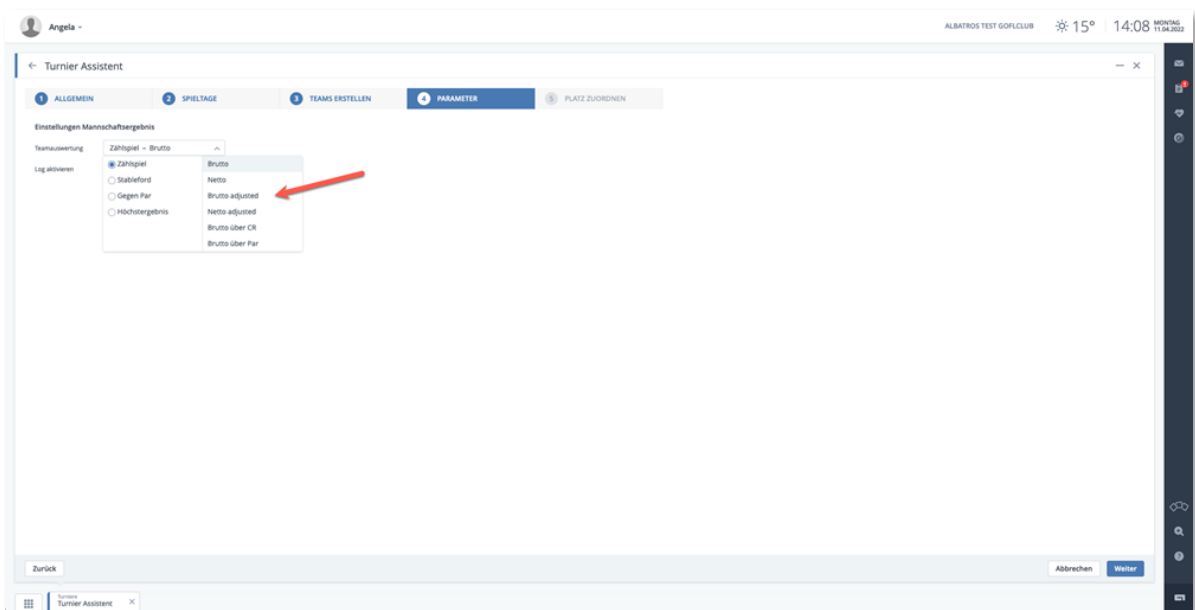 Angela
ALBATROS TEST GOFLCLUB
15°
14:08 MONTAG 11.04.2022
Turnier Assistent
1 ALLGEMEIN
2 SPIELTAGE
3 TEAMS ERSTELLEN
4 PARAMETER
5 PLATZ ZUORDNEN
Einstellungen Mannschaftsergebnis
Teamauswertung Zählspiel – Brutto
Log aktivieren
Zählspiel Brutto
Stableford Netto
Gegen Par Brutto adjusted
Höchstergebnis Netto adjusted
Brutto über CR
Brutto über Par
Zurück
Abbrechen
Weiter
Turniere
Turnier Assistent